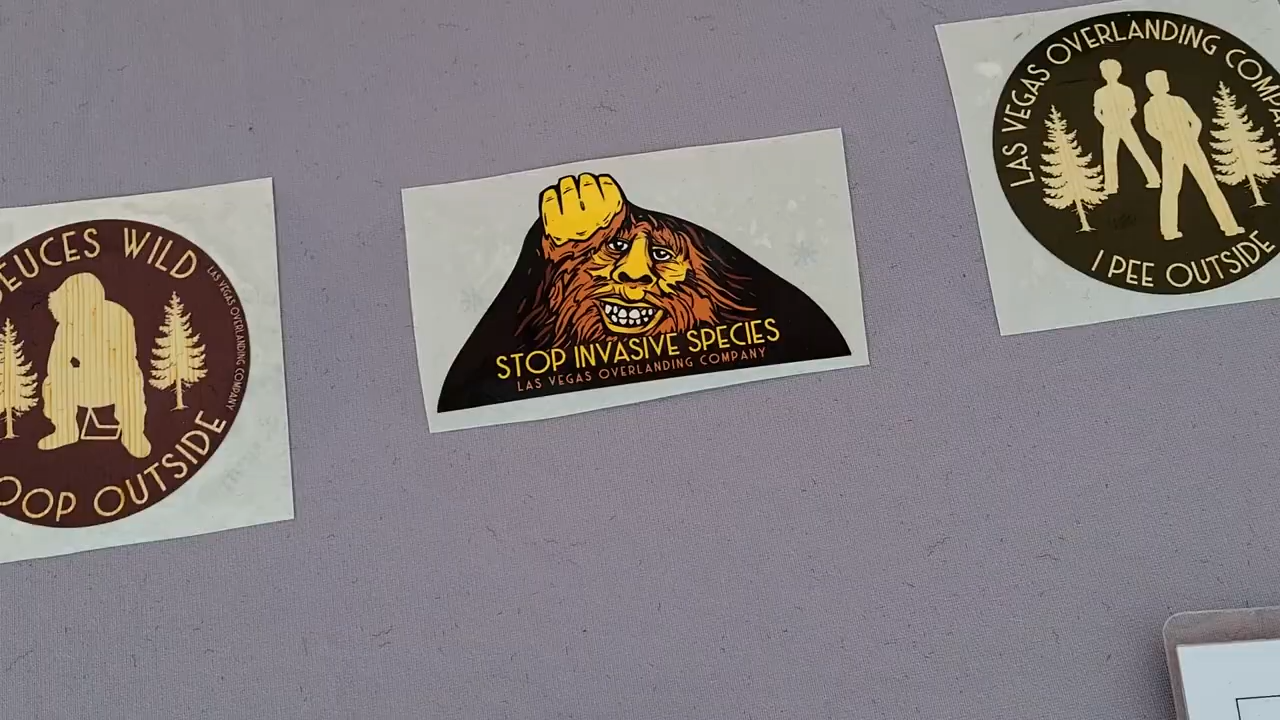 EUCES WILD
LAS VEGAS OVERLANDING COMPANY
OOP OUTSIDE
STOP INVASIVE SPECIES
LAS VEGAS OVERLANDING COMPANY
LAS VEGAS OVERLANDING COMPA
I PEE OUTSIDE